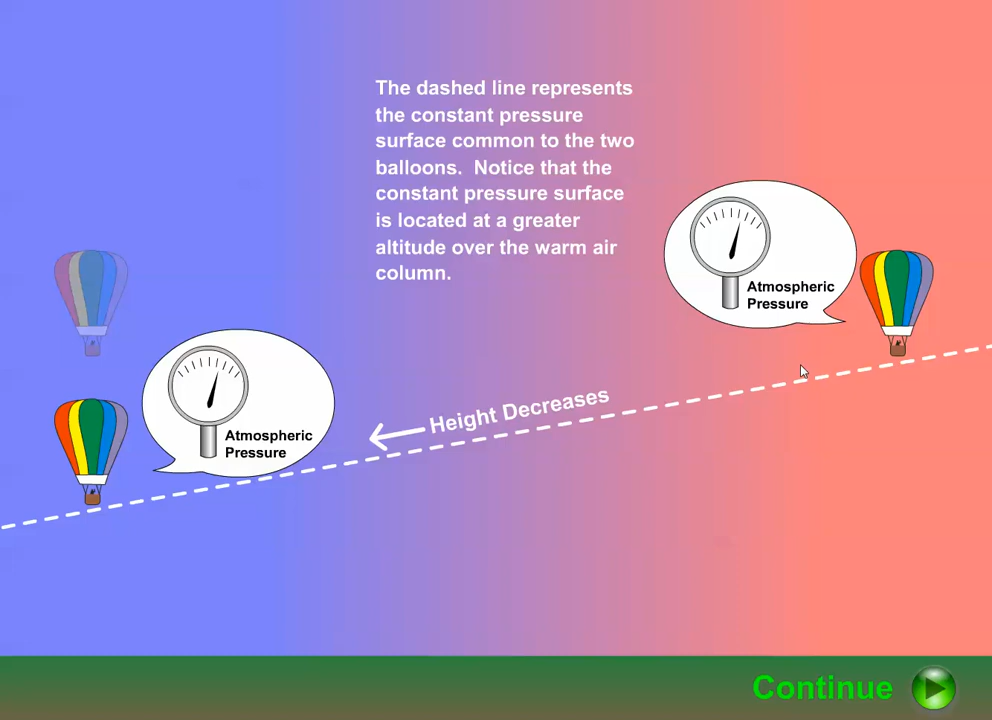 The dashed line represents
the constant pressure
surface common to the two
balloons.  Notice that the
constant pressure surface
is located at a greater
altitude over the warm air
column.
Atmospheric
Pressure
Height Decreases
Atmospheric
Pressure
Continue